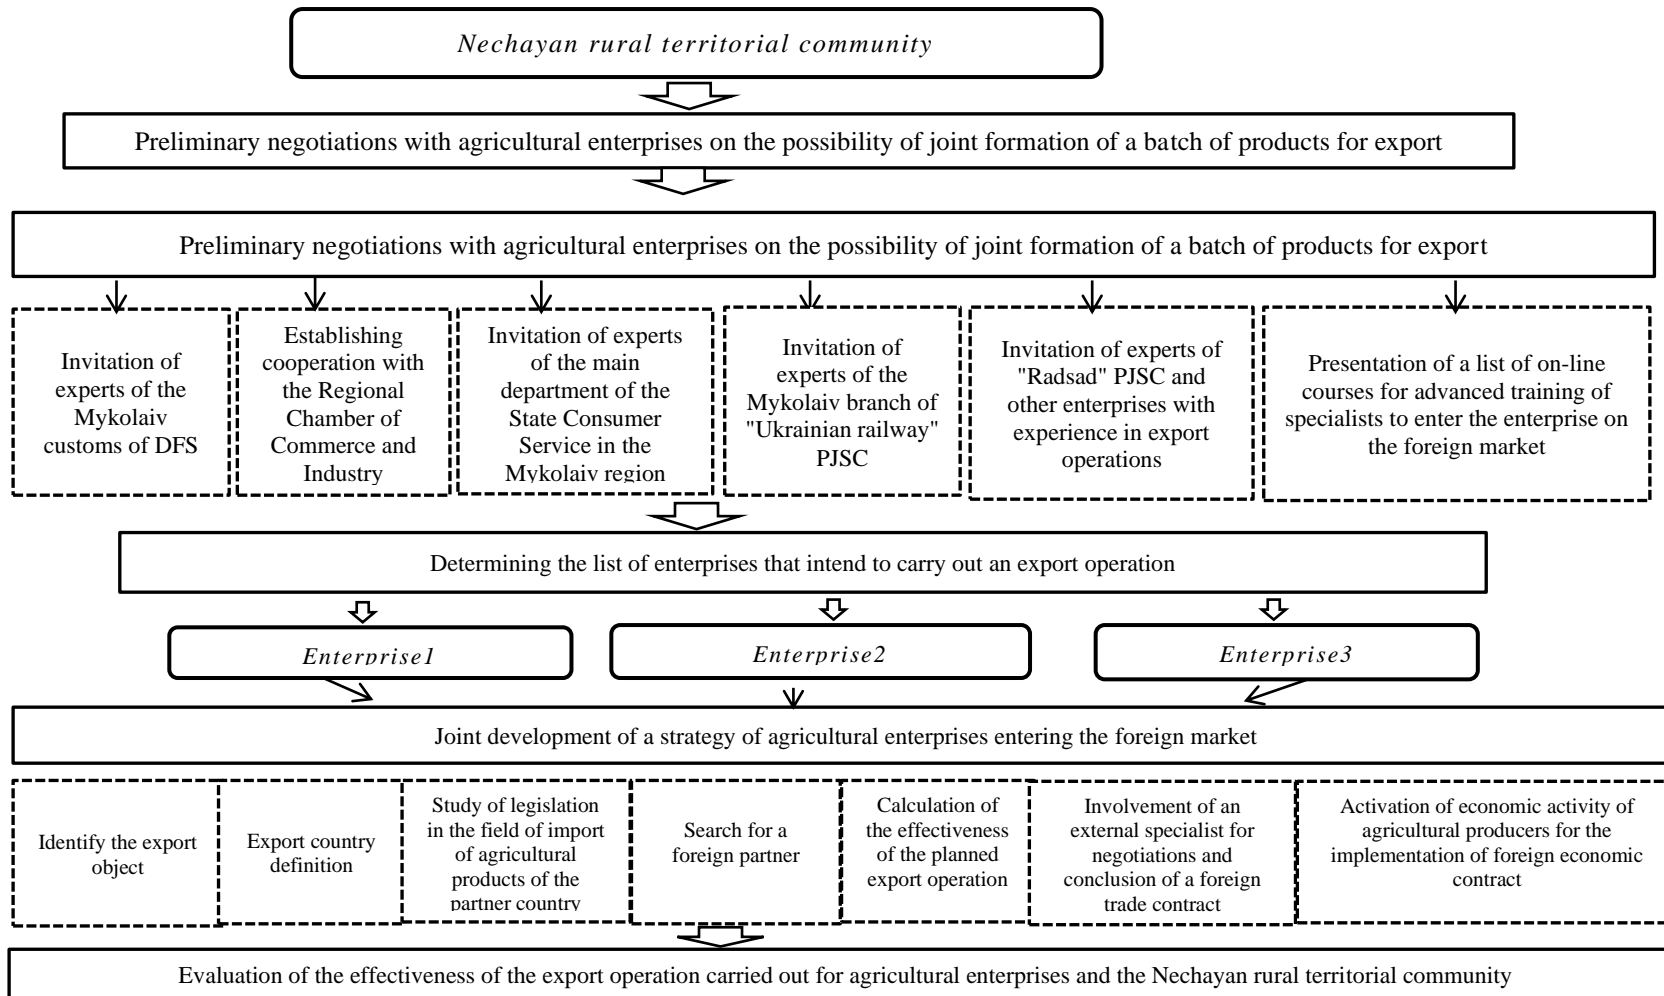 Nechayan rural territorial community
Preliminary negotiations with agricultural enterprises on the possibility of joint formation of a batch of products for export
Preliminary negotiations with agricultural enterprises on the possibility of joint formation of a batch of products for export
Invitation of
experts of the
Mykolaiv
customs of DFS
Establishing
cooperation with
the Regional
Chamber of
Commerce and
Industry
Invitation of experts
of the main
department of the
State Consumer
Service in the
Mykolaiv region
Invitation of
experts of the
Mykolaiv branch of
"Ukrainian railway"
PJSC
Invitation of experts of
"Radsad" PJSC and
other enterprises with
experience in export
operations
Presentation of a list of on-line
courses for advanced training of
specialists to enter the enterprise on
the foreign market
Determining the list of enterprises that intend to carry out an export operation
Enterprise1
Enterprise2
Enterprise3
Joint development of a strategy of agricultural enterprises entering the foreign market
Identify the export
object
Export country
definition
Study of legislation
in the field of import
of agricultural
products of the
partner country
Search for a
foreign partner
Calculation of
the effectiveness
of the planned
export operation
Involvement of an
external specialist for
negotiations and
conclusion of a foreign
trade contract
Activation of economic activity of
agricultural producers for the
implementation of foreign economic
contract
Evaluation of the effectiveness of the export operation carried out for agricultural enterprises and the Nechayan rural territorial community